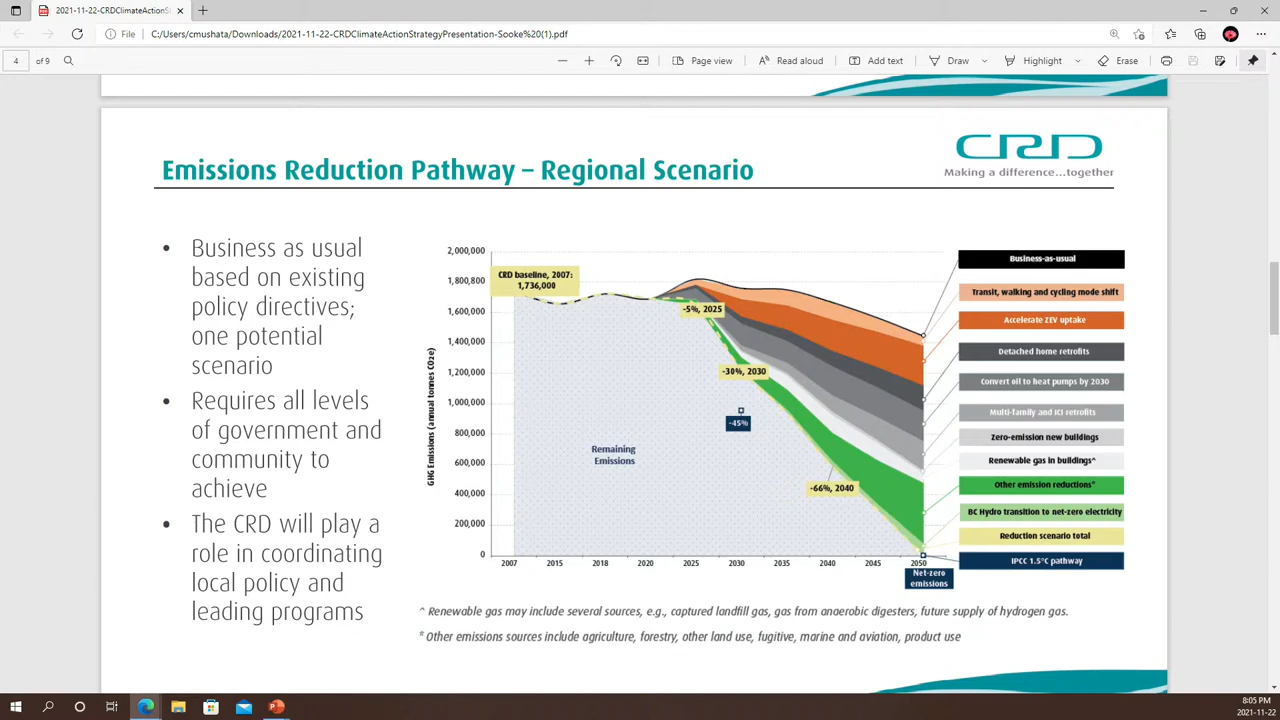 2021-11-22-CRDClimateActionS
File
C:/Users/cmushata/Downloads/2021-11-22-CRDClimateActionStrategyPresentation-Sooke%20(1).pdf
4 of 9
Page view
Read aloud
Add text
Draw
Highlight
Erase
CRD
Making a difference...together
Emissions Reduction Pathway – Regional Scenario
• Business as usual
based on existing
policy directives;
one potential
scenario
• Requires all levels
of government and
community to
achieve
• The CRD will play a
role in coordinating
local policy and
leading programs
GHG Emissions (annual tonnes CO2e)
2,000,000
1,800,000
1,600,000
1,400,000
1,200,000
1,000,000
800,000
600,000
400,000
200,000
0
2007
2015
2018
2020
2025
2030
2035
2040
2045
2050
CRD baseline, 2007:
1,736,000
-5%, 2025
-30%, 2030
-45%
-66%, 2040
Remaining
Emissions
Net-zero
emissions
Business-as-usual
Transit, walking and cycling mode shift
Accelerate ZEV uptake
Detached home retrofits
Convert oil to heat pumps by 2030
Multi-family and ICI retrofits
Zero-emission new buildings
Renewable gas in buildings^
Other emission reductions*
BC Hydro transition to net-zero electricity
Reduction scenario total
IPCC 1.5°C pathway
^ Renewable gas may include several sources, e.g., captured landfill gas, gas from anaerobic digesters, future supply of hydrogen gas.
* Other emissions sources include agriculture, forestry, other land use, fugitive, marine and aviation, product use
8:05 PM
2021-11-22